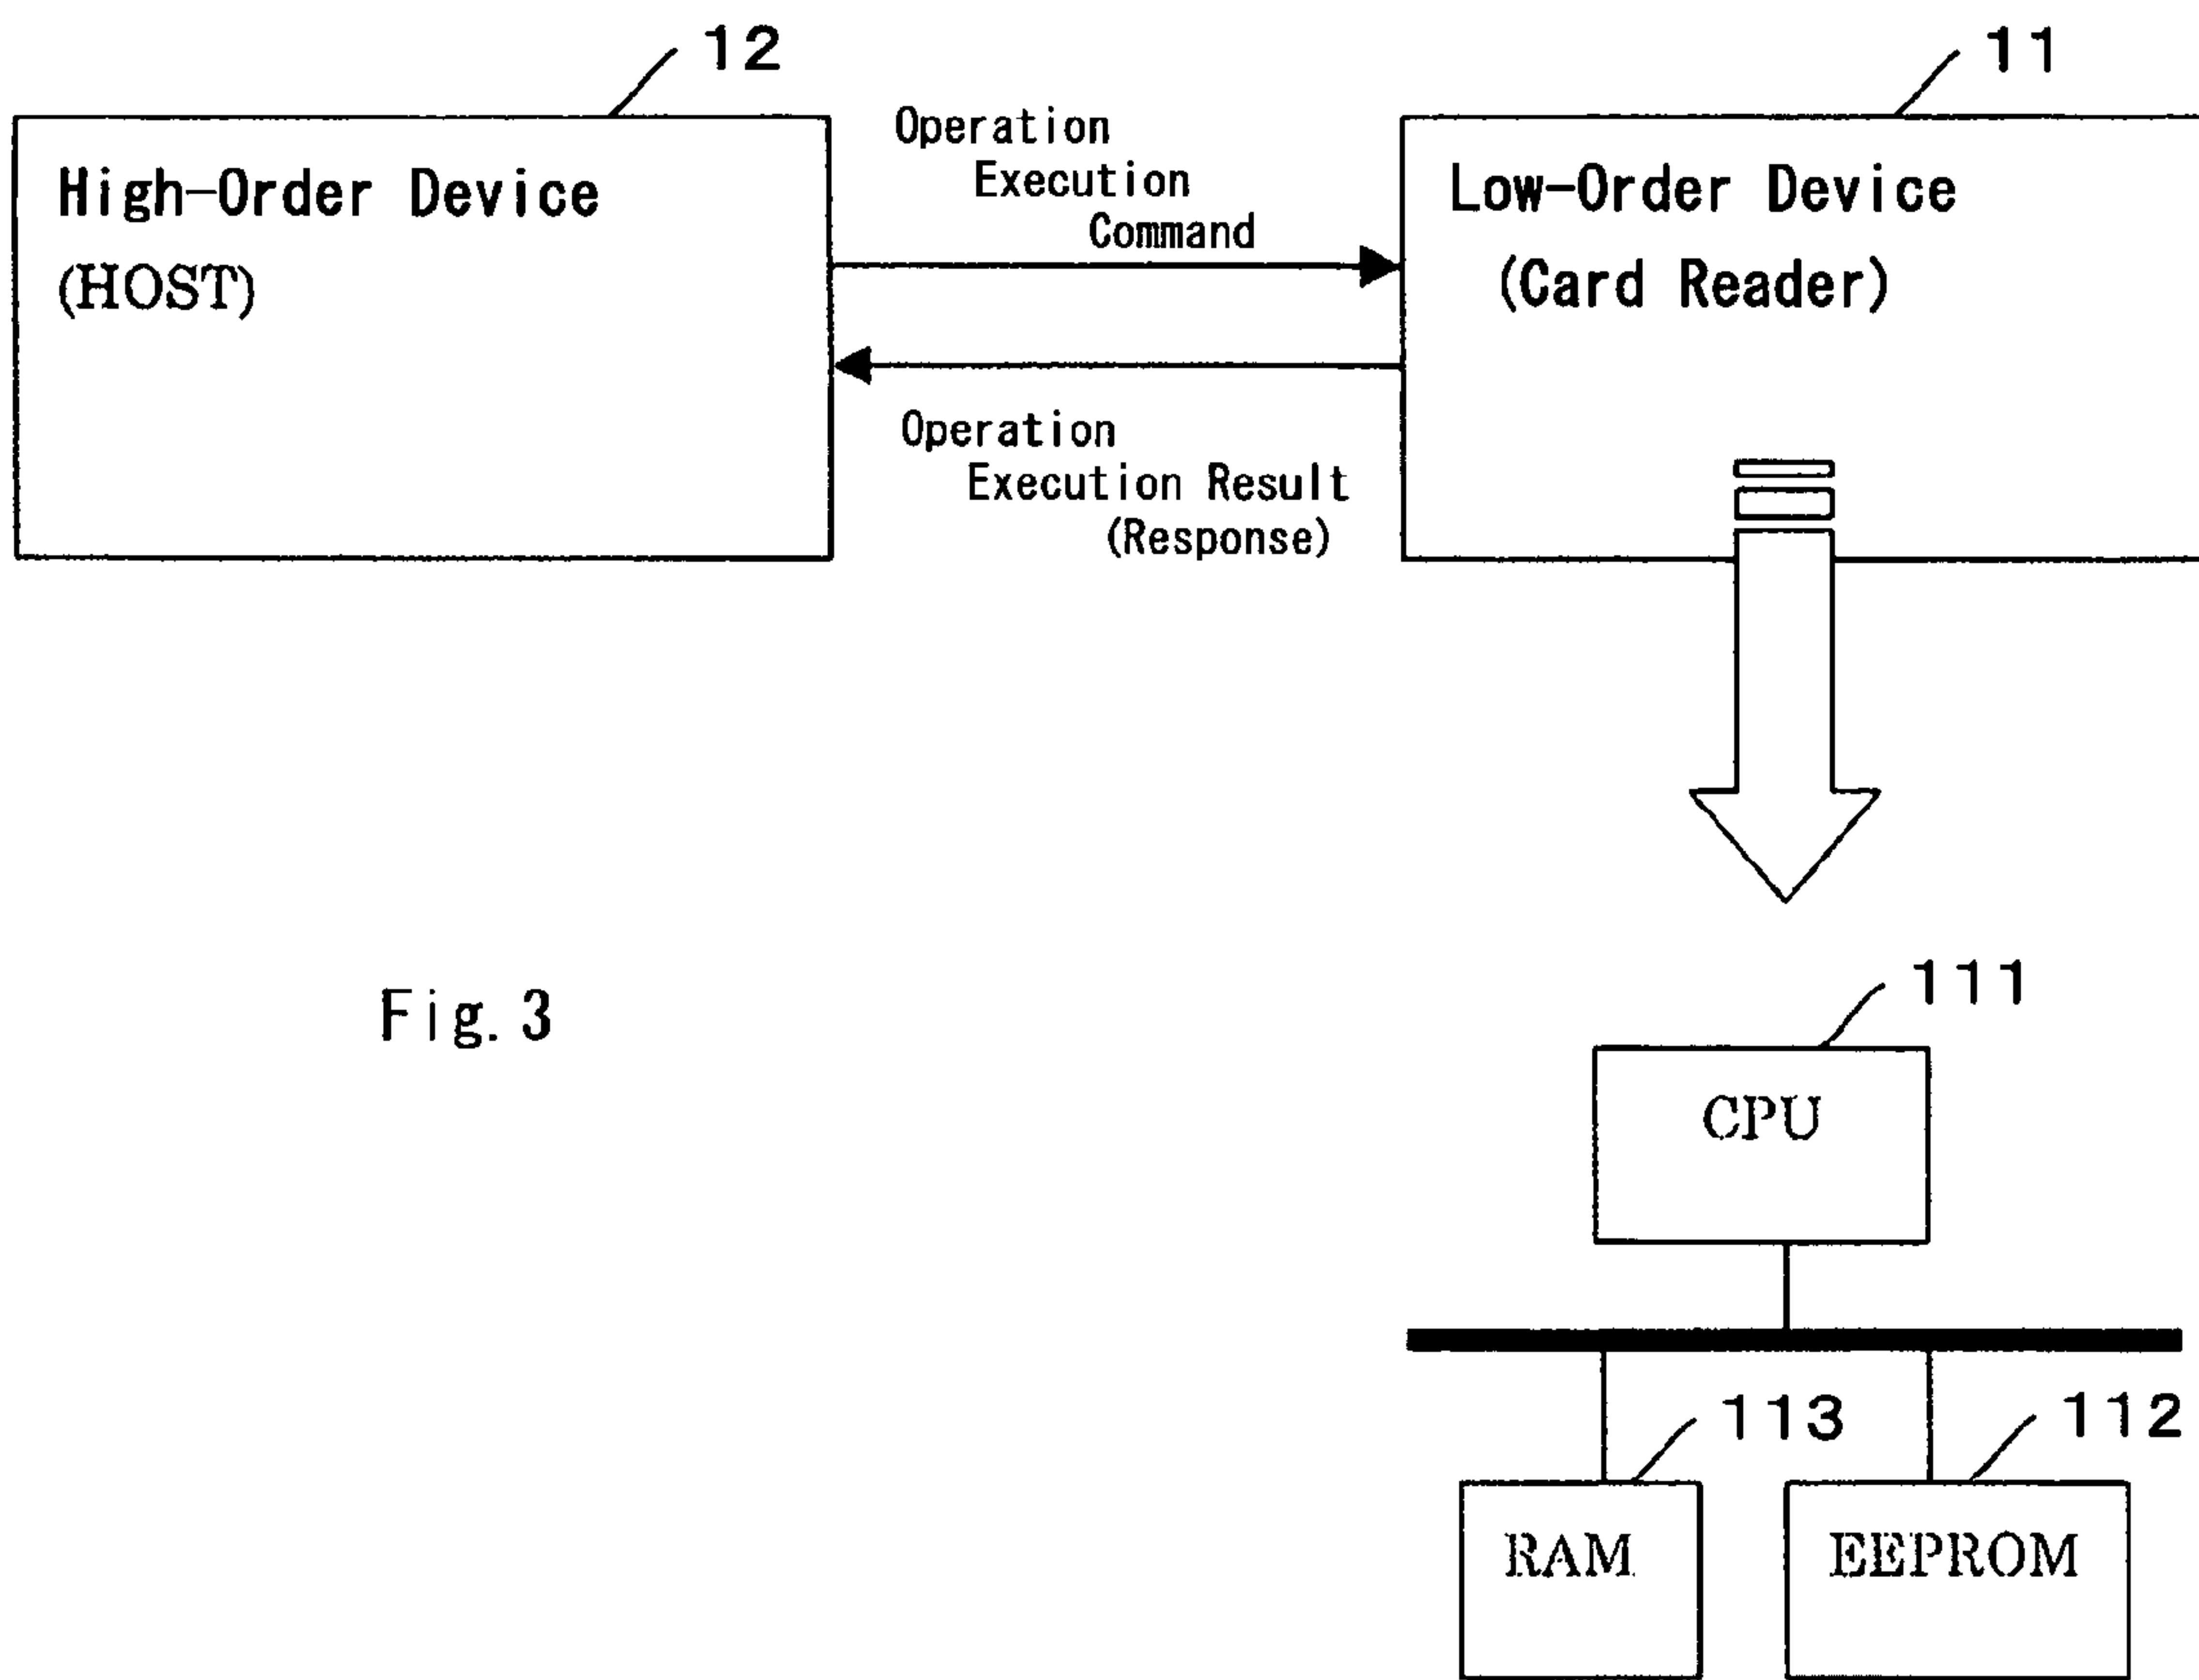 12
11
High-Order Device
(HOST)
Operation
Execution
Command
Low-Order Device
(Card Reader)
Operation
Execution Result
(Response)
Fig. 3
111
CPU
113
112
RAM
EEPROM